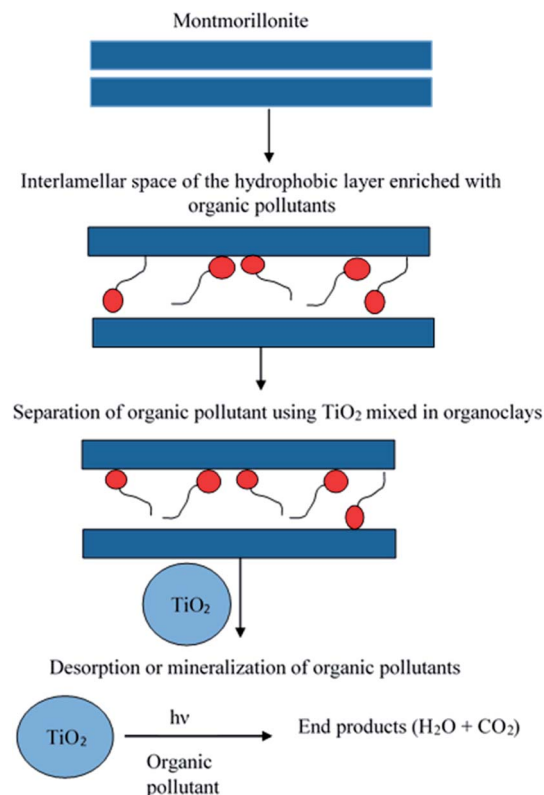 Montmorillonite
Interlamellar space of the hydrophobic layer enriched with
organic pollutants
Separation of organic pollutant using TiO₂ mixed in organoclays
TiO₂
Desorption or mineralization of organic pollutants
TiO₂
hν
Organic
pollutant
End products (H₂O + CO₂)